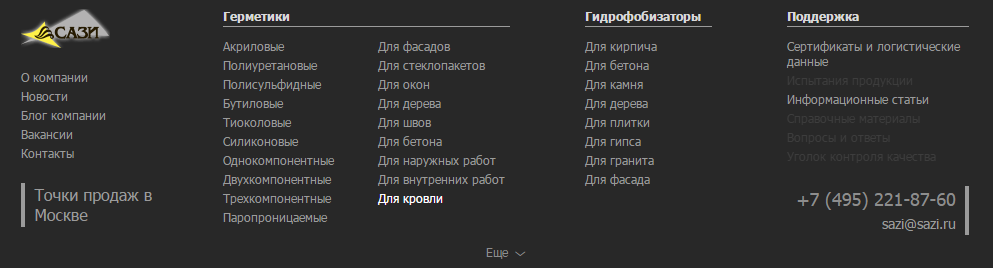 САЗИ
О компании
Новости
Блог компании
Вакансии
Контакты
Точки продаж в
Москве
Герметики
Акриловые
Полиуретановые
Полисульфидные
Бутиловые
Тиоколовые
Силиконовые
Однокомпонентные
Двухкомпонентные
Трехкомпонентные
Паропроницаемые
Для фасадов
Для стеклопакетов
Для окон
Для дерева
Для швов
Для бетона
Для наружных работ
Для внутренних работ
Для кровли
Гидрофобизаторы
Для кирпича
Для бетона
Для камня
Для дерева
Для плитки
Для гипса
Для гранита
Для фасада
Поддержка
Сертификаты и логистические
данные
Испытания продукции
Информационные статьи
Справочные материалы
Вопросы и ответы
Уголок контроля качества
+7 (495) 221-87-60
sazi@sazi.ru
Еще